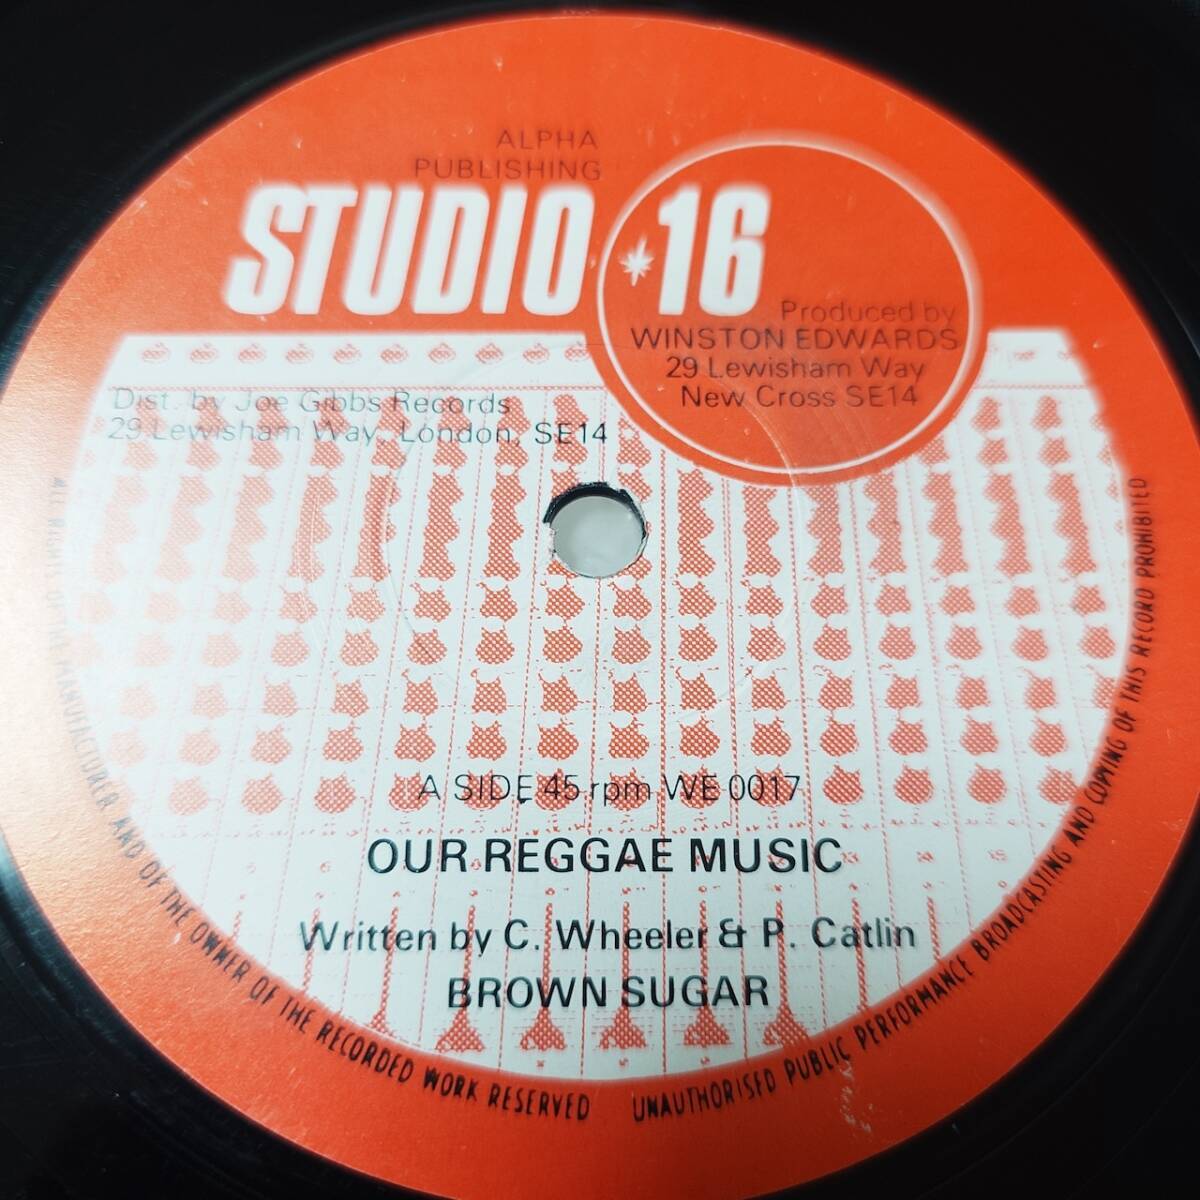 ALPHA
PUBLISHING
STUDIO 16
Produced by
WINSTON EDWARDS
29 Lewisham Way
New Cross SE14
Dist. by Joe Gibbs Records
29 Lewisham Way, London, SE14
A SIDE 45 rpm WE 0017
OUR REGGAE MUSIC
Written by C. Wheeler & P. Catlin
BROWN SUGAR
ALL RIGHTS OF THE MANUFACTURER AND OF THE OWNER OF THE RECORDED WORK RESERVED
UNAUTHORISED PUBLIC PERFORMANCE BROADCASTING AND COPYING OF THIS RECORD PROHIBITED